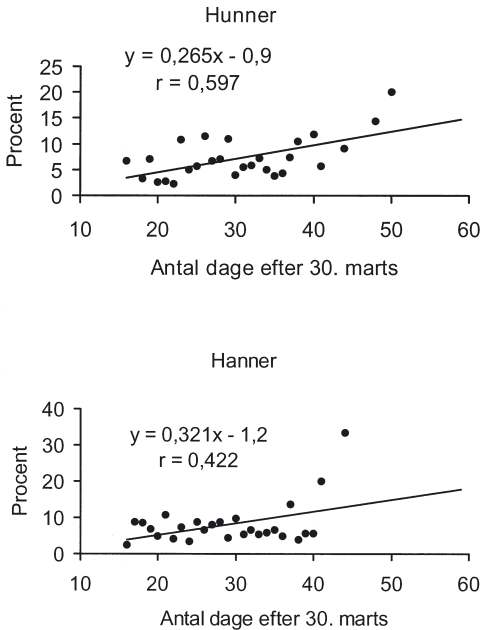 Hunner
y = 0,265x - 0,9
r = 0,597
25
20
15
10
5
0
Procent
10 20 30 40 50 60
Antal dage efter 30. marts
Hanner
y = 0,321x - 1,2
r = 0,422
40
30
20
10
0
Procent
10 20 30 40 50 60
Antal dage efter 30. marts